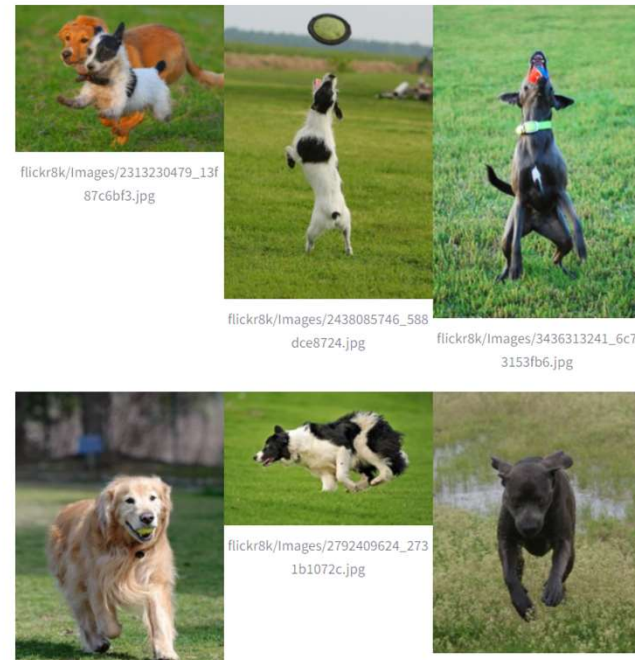 flickr8k/Images/2313230479_13f
87c6bf3.jpg
flickr8k/Images/2438085746_588
dce8724.jpg
flickr8k/Images/3436313241_6c7
3153fb6.jpg
flickr8k/Images/2792409624_273
1b1072c.jpg